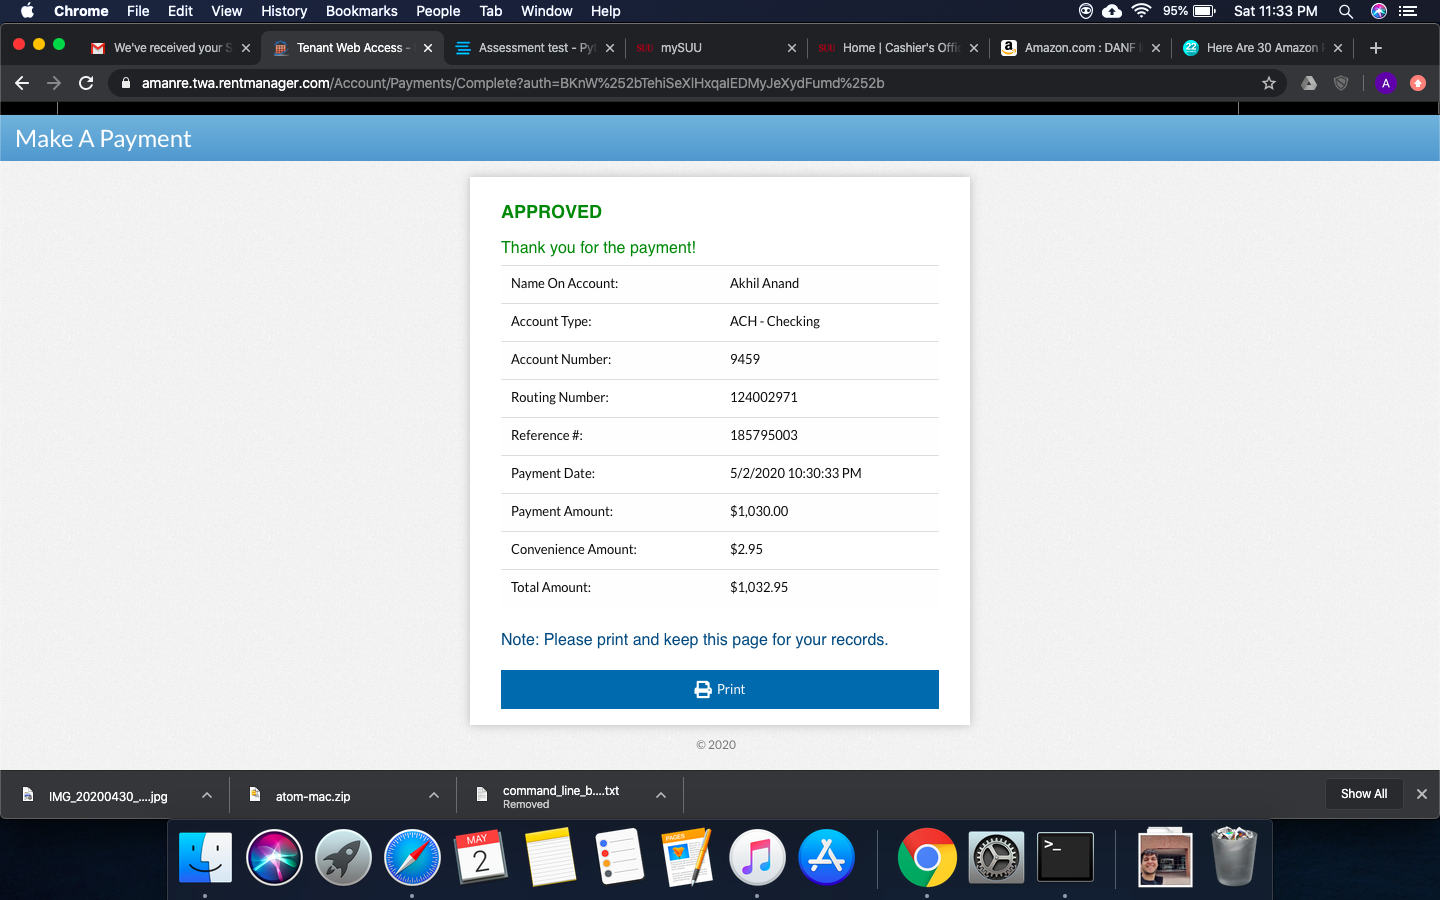 Chrome File Edit View History Bookmarks People Tab Window Help 95% Sat 11:33 PM
We've received your S Tenant Web Access - Assessment test - Pyt SUU mySUU SUU Home | Cashier's Offic Amazon.com : DANF 22 Here Are 30 Amazon
amanre.twa.rentmanager.com/Account/Payments/Complete?auth=BKnW%252bTehiSeXlHxqalEDMyJeXydFumd%252b A
Make A Payment
APPROVED
Thank you for the payment!
Name On Account: Akhil Anand
Account Type: ACH - Checking
Account Number: 9459
Routing Number: 124002971
Reference #: 185795003
Payment Date: 5/2/2020 10:30:33 PM
Payment Amount: $1,030.00
Convenience Amount: $2.95
Total Amount: $1,032.95
Note: Please print and keep this page for your records.
Print
© 2020
IMG_20200430_....jpg atom-mac.zip command_line_b....txt Show All
Removed
MAY PAGES
2 >_